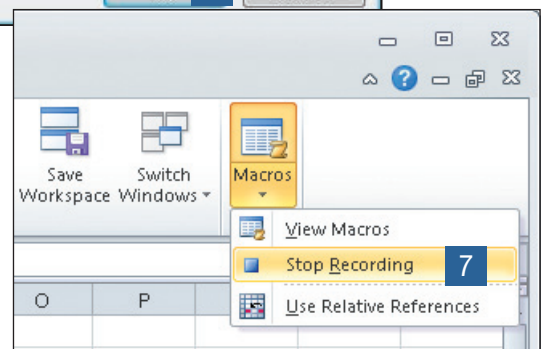 Save Workspace
Switch Windows
Macros
View Macros
Stop Recording 7
Use Relative References
O P